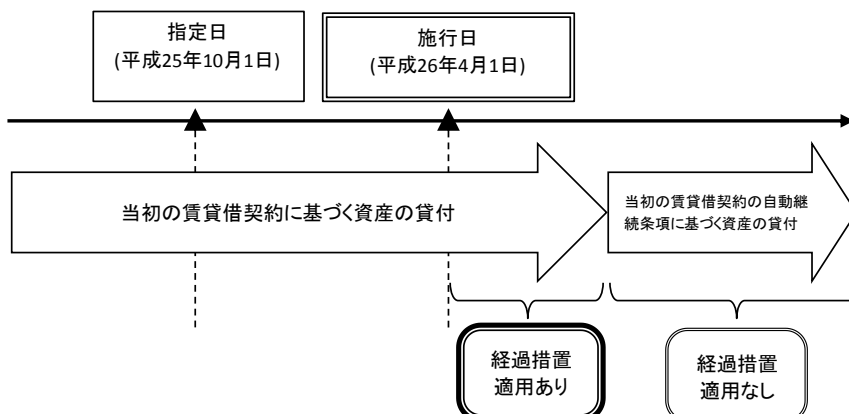 指定日
(平成25年10月1日)
施行日
(平成26年4月1日)
当初の賃貸借契約に基づく資産の貸付
当初の賃貸借契約の自動継
続条項に基づく資産の貸付
経過措置
適用あり
経過措置
適用なし